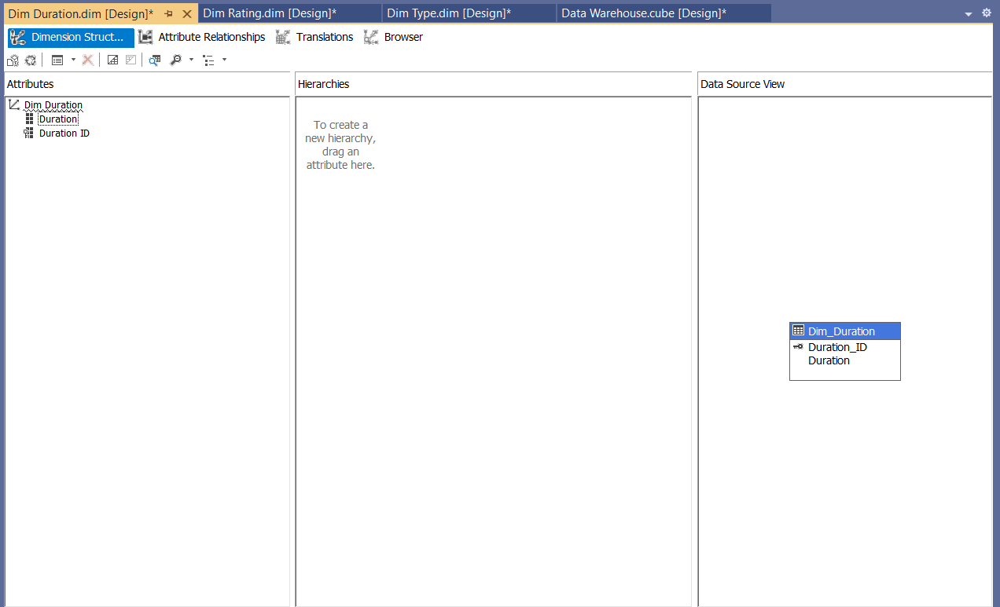 Dim Duration.dim [Design]* Dim Rating.dim [Design]* Dim Type.dim [Design]* Data Warehouse.cube [Design]*
Dimension Struct... Attribute Relationships Translations Browser
Attributes Hierarchies Data Source View
Dim Duration
Duration
Duration ID
To create a
new hierarchy,
drag an
attribute here.
Dim_Duration
Duration_ID
Duration